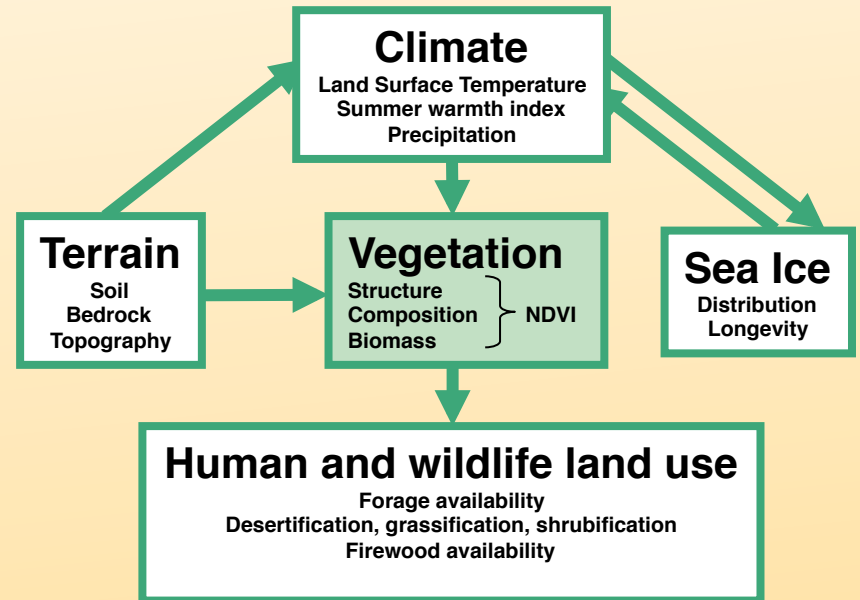 Climate
Land Surface Temperature
Summer warmth index
Precipitation
Terrain
Soil
Bedrock
Topography
Vegetation
Structure
Composition
Biomass
NDVI
Sea Ice
Distribution
Longevity
Human and wildlife land use
Forage availability
Desertification, grassification, shrubification
Firewood availability